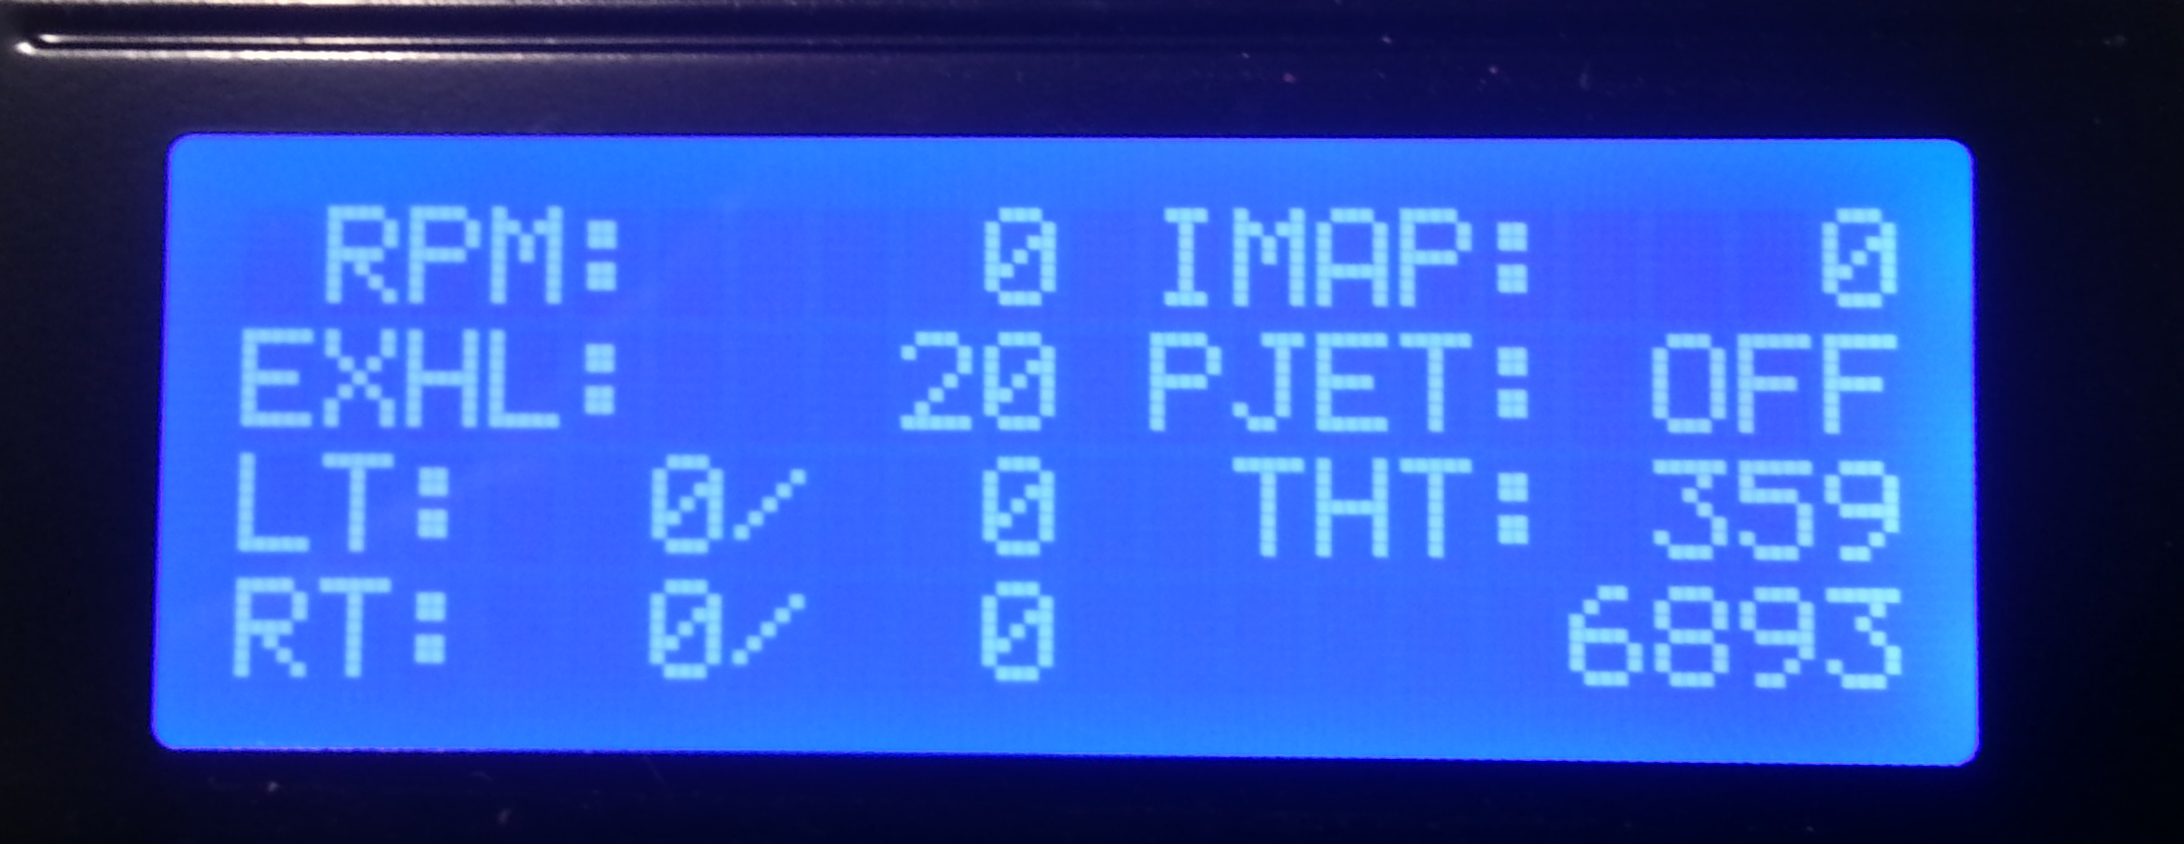 RPM: 0 IMAP: 0
EXHL: 20 PJET: OFF
LT: 0/ 0 THT: 359
RT: 0/ 0 6893